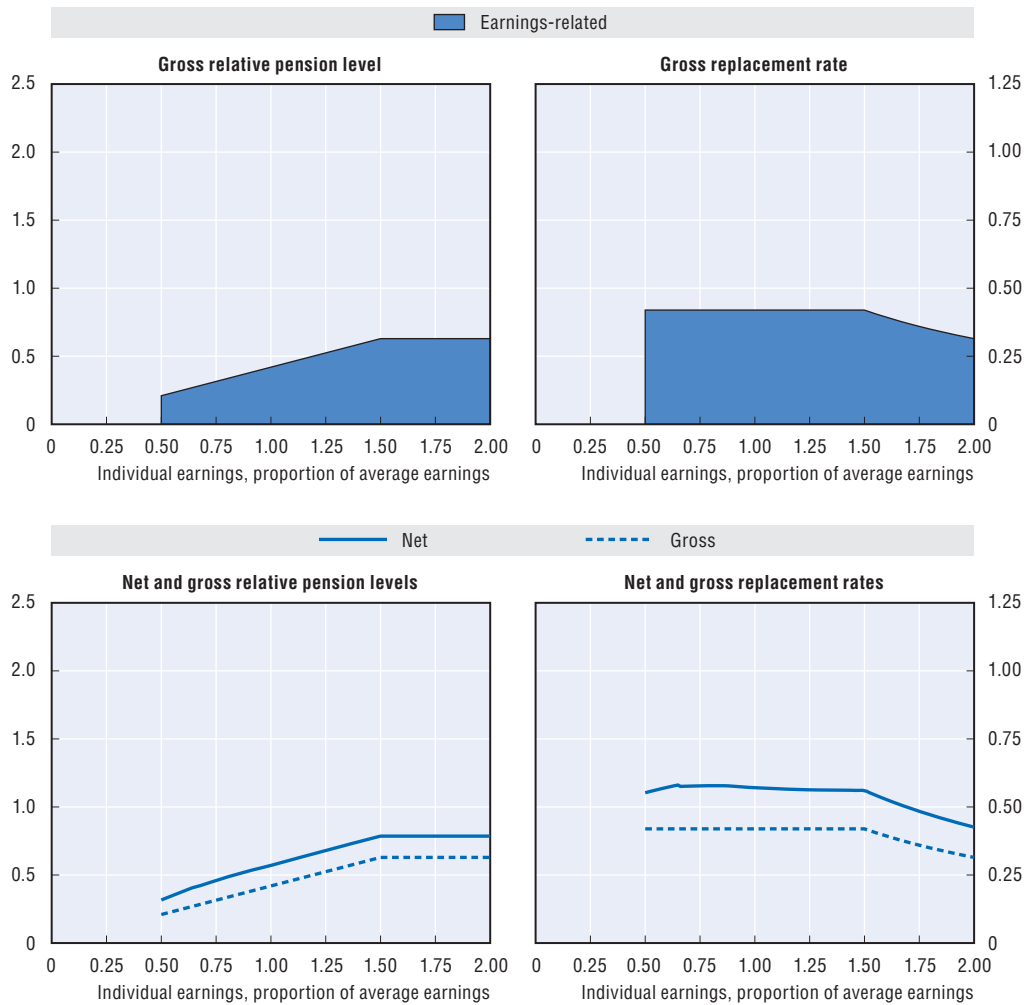 Earnings-related
Gross relative pension level
Gross replacement rate
2.5
2.0
1.5
1.0
0.5
0
1.25
1.00
0.75
0.50
0.25
0
0 0.25 0.50 0.75 1.00 1.25 1.50 1.75 2.00
0 0.25 0.50 0.75 1.00 1.25 1.50 1.75 2.00
Individual earnings, proportion of average earnings
Individual earnings, proportion of average earnings
Net Gross
Net and gross relative pension levels
Net and gross replacement rates
2.5
2.0
1.5
1.0
0.5
0
1.25
1.00
0.75
0.50
0.25
0
0 0.25 0.50 0.75 1.00 1.25 1.50 1.75 2.00
0 0.25 0.50 0.75 1.00 1.25 1.50 1.75 2.00
Individual earnings, proportion of average earnings
Individual earnings, proportion of average earnings